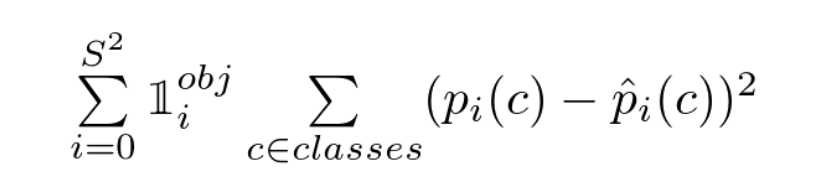 \sum_{i=0}^{S^2} \mathbb{1}_i^{obj} \sum_{c \in classes} (p_i(c) - \hat{p}_i(c))^2